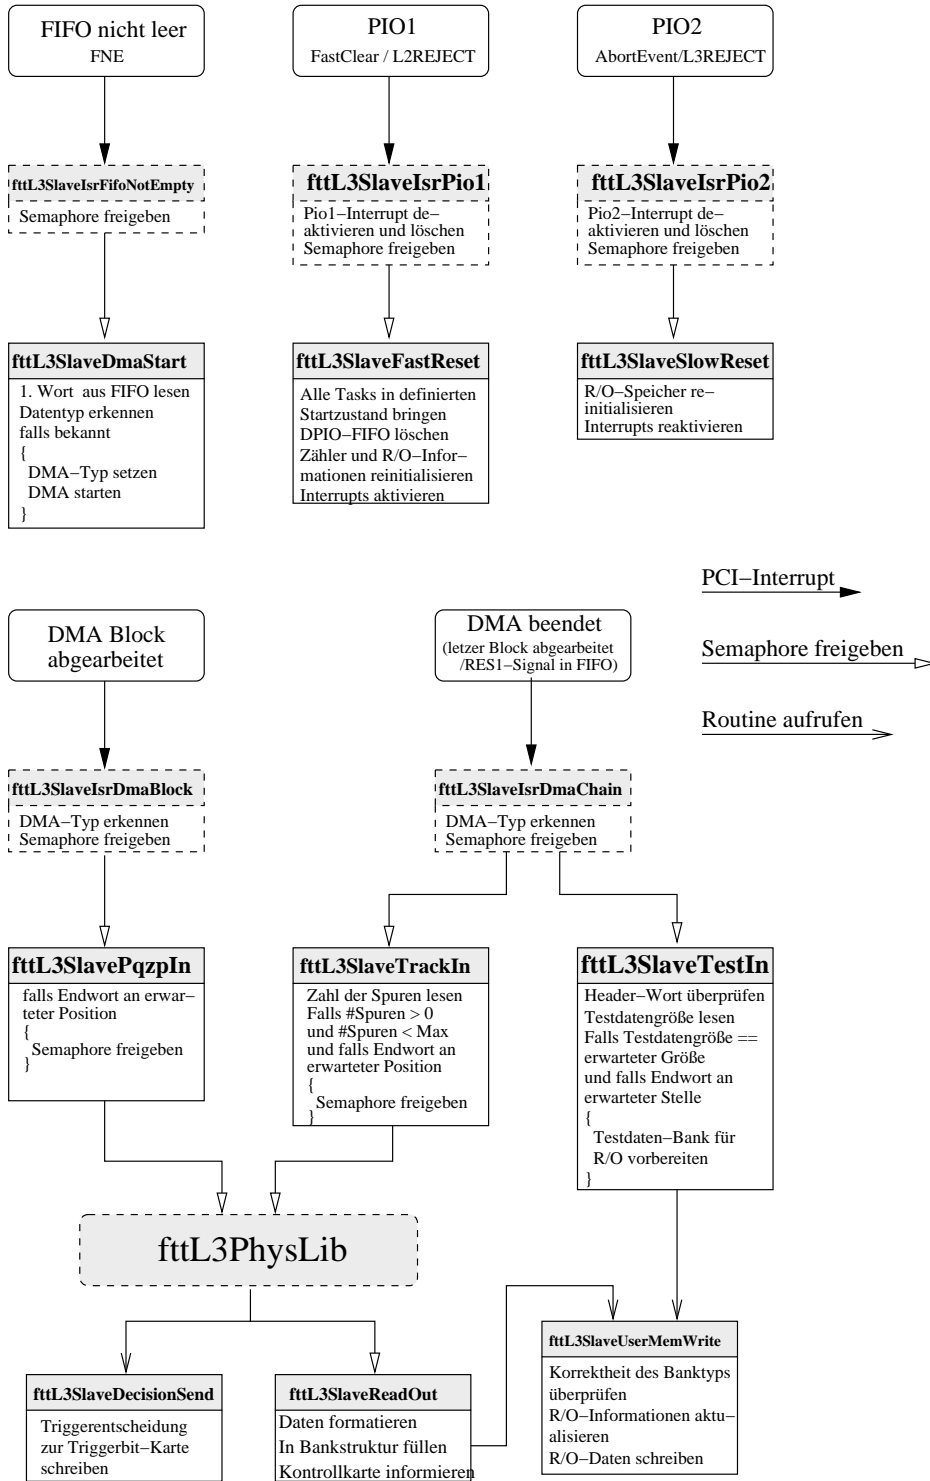 FIFO nicht leer
FNE
PIO1
FastClear / L2REJECT
PIO2
AbortEvent/L3REJECT
fttL3SlaveIsrFifoNotEmpty
Semaphore freigeben
fttL3SlaveIsrPio1
Pio1–Interrupt de–
aktivieren und löschen
Semaphore freigeben
fttL3SlaveIsrPio2
Pio2–Interrupt de–
aktivieren und löschen
Semaphore freigeben
fttL3SlaveDmaStart
1. Wort aus FIFO lesen
Datentyp erkennen
falls bekannt
{
DMA–Typ setzen
DMA starten
}
fttL3SlaveFastReset
Alle Tasks in definierten
Startzustand bringen
DPIO–FIFO löschen
Zähler und R/O–Infor–
mationen reinitialisieren
Interrupts aktivieren
fttL3SlaveSlowReset
R/O–Speicher re–
initialisieren
Interrupts reaktivieren
PCI–Interrupt
Semaphore freigeben
Routine aufrufen
DMA Block
abgearbeitet
DMA beendet
(letzer Block abgearbeitet
/RES1–Signal in FIFO)
fttL3SlaveIsrDmaBlock
DMA–Typ erkennen
Semaphore freigeben
fttL3SlaveIsrDmaChain
DMA–Typ erkennen
Semaphore freigeben
fttL3SlavePqzpIn
falls Endwort an erwar–
teter Position
{
Semaphore freigeben
}
fttL3SlaveTrackIn
Zahl der Spuren lesen
Falls #Spuren > 0
und #Spuren < Max
und falls Endwort an
erwarteter Position
{
Semaphore freigeben
}
fttL3SlaveTestIn
Header–Wort überprüfen
Testdatengröße lesen
Falls Testdatengröße ==
erwarteter Größe
und falls Endwort an
erwarteter Stelle
{
Testdaten–Bank für
R/O vorbereiten
}
fttL3PhysLib
fttL3SlaveDecisionSend
Triggerentscheidung
zur Triggerbit–Karte
schreiben
fttL3SlaveReadOut
Daten formatieren
In Bankstruktur füllen
Kontrollkarte informieren
fttL3SlaveUserMemWrite
Korrektheit des Banktyps
überprüfen
R/O–Informationen aktu–
alisieren
R/O–Daten schreiben